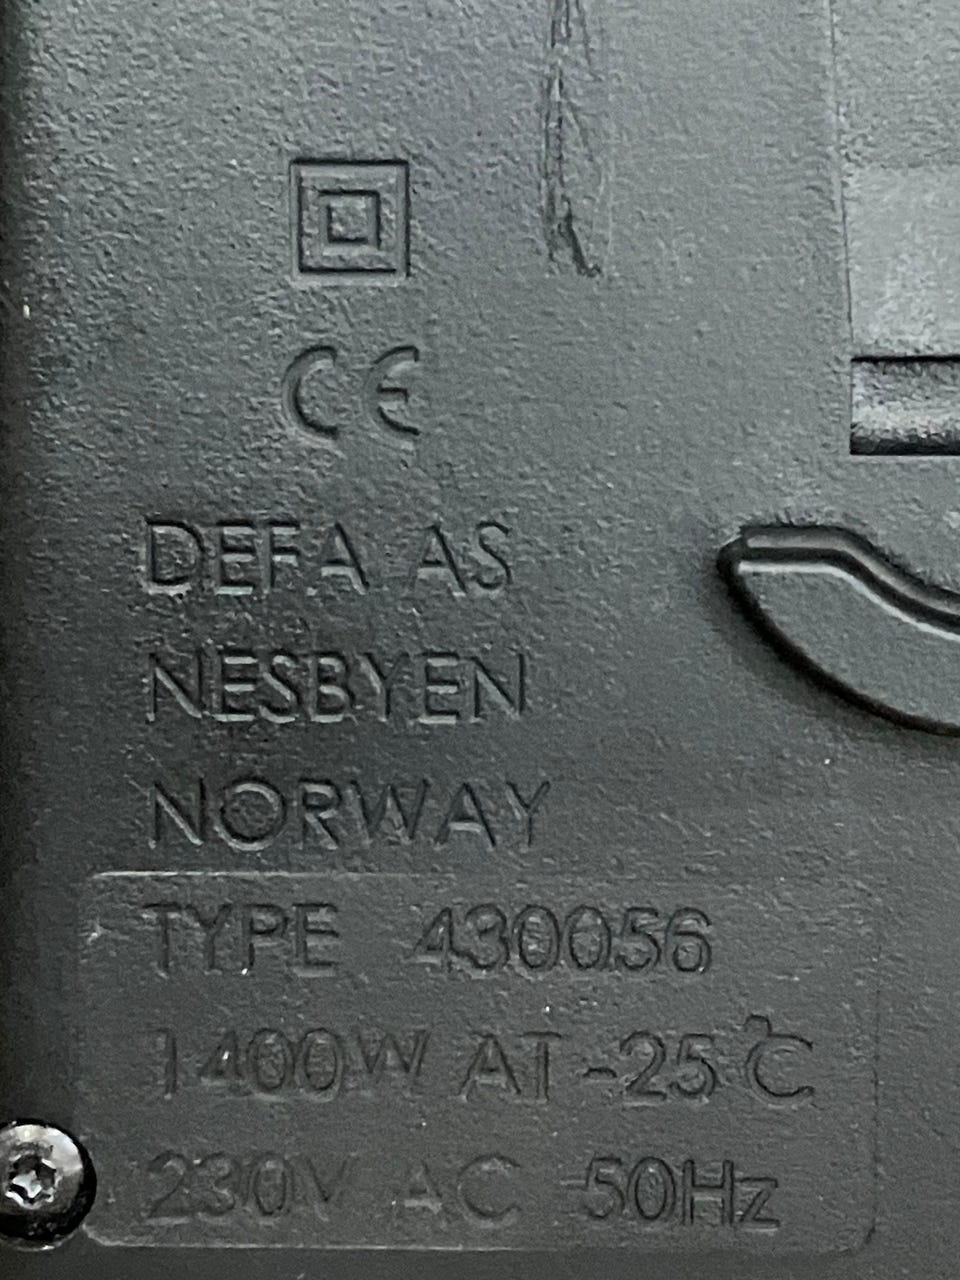 CE
DEFA AS
NESBYEN
NORWAY
TYPE 430056
1400W AT -25°C
230V AC 50Hz